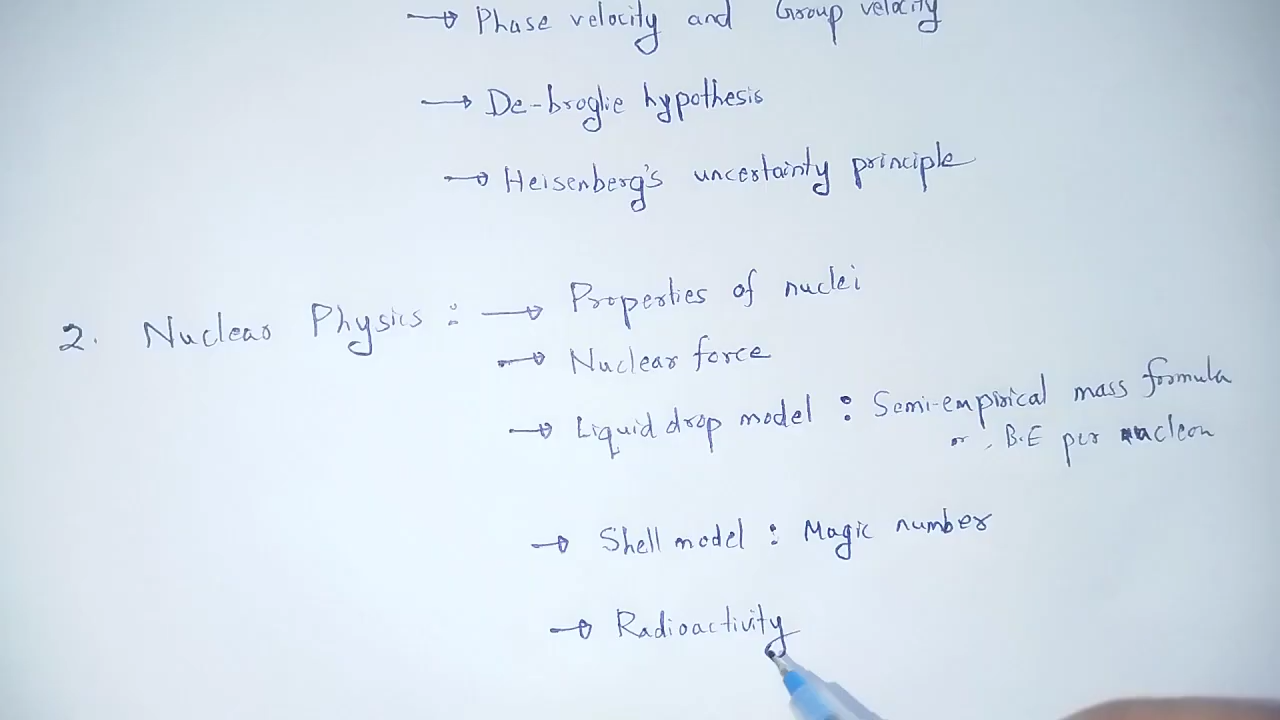 → Phase velocity and Group velocity
→ De-broglie hypothesis
→ Heisenberg's uncertainty principle
2. Nuclear Physics : → Properties of nuclei
→ Nuclear force
→ Liquid drop model : Semi-empirical mass formula
or, B.E per nucleon
→ Shell model : Magic number
→ Radioactivity